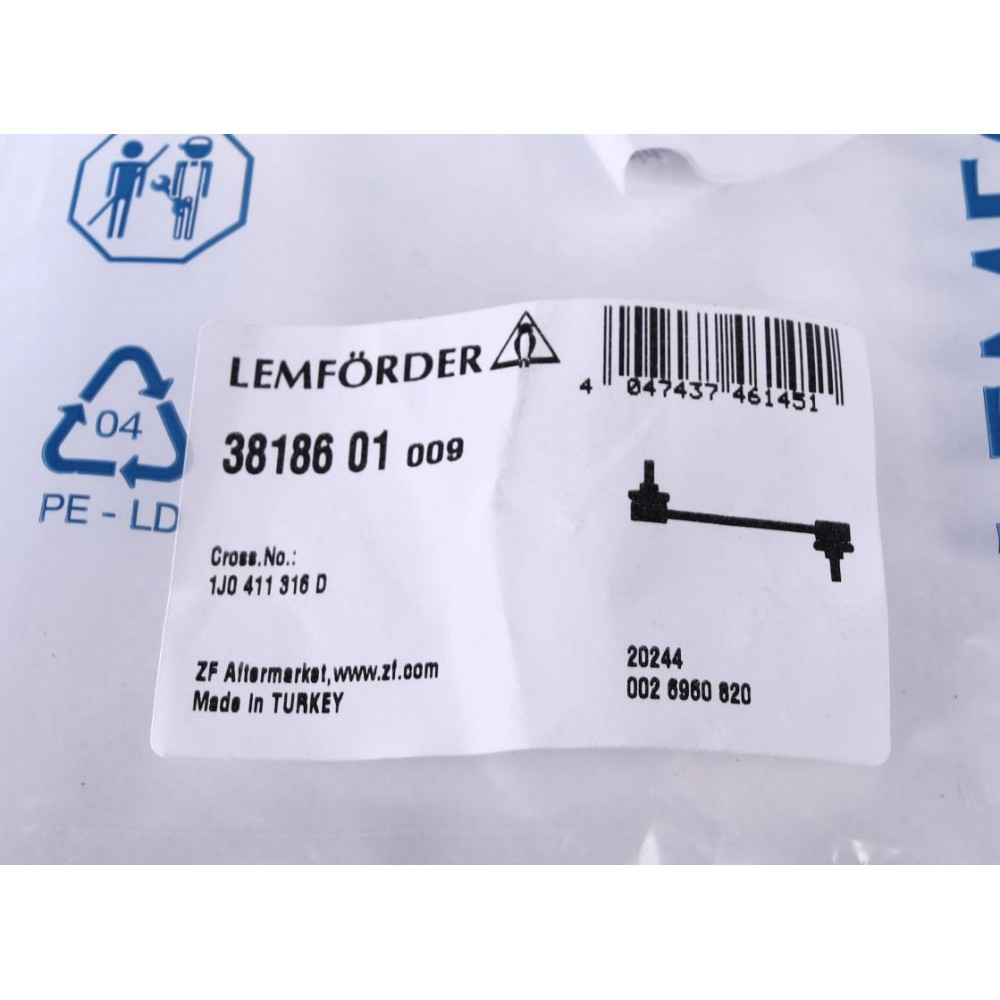 LEMFÖRDER
4 047437 461451
38186 01 009
Cross.No.:
1J0 411 316 D
ZF Aftermarket,www.zf.com
Made in TURKEY
20244
002 6960 820
04
PE - LD